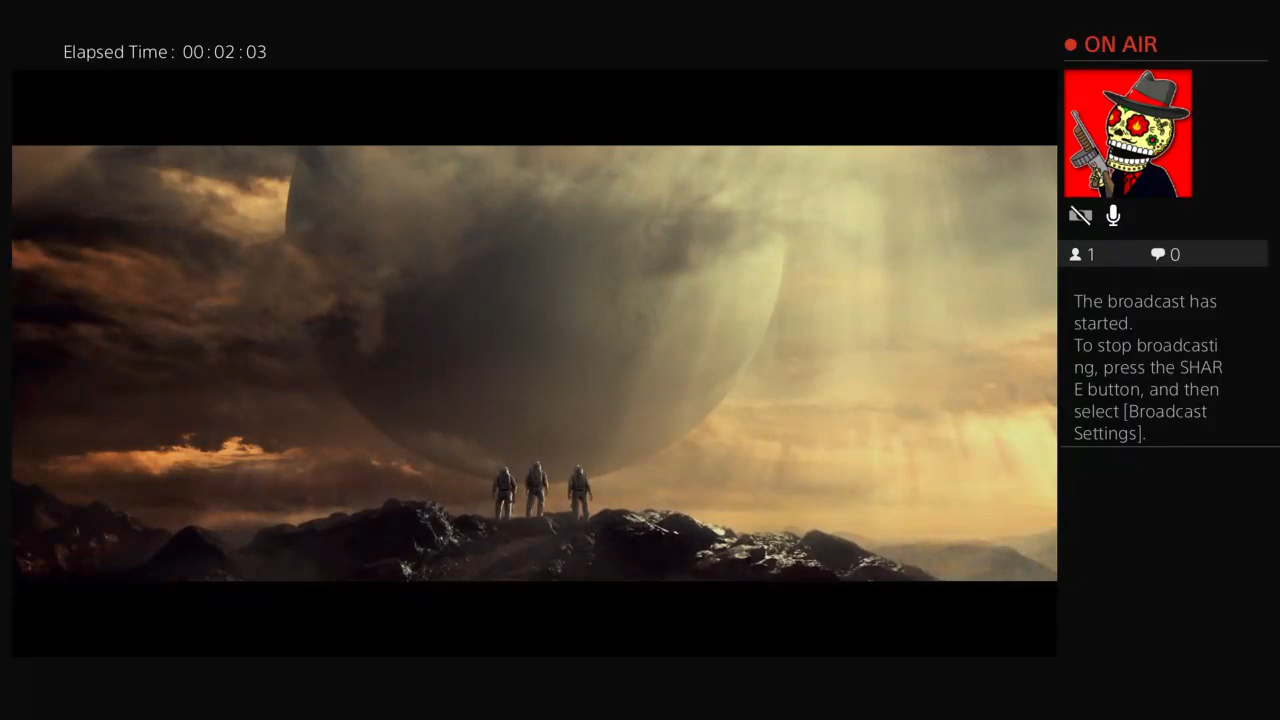 Elapsed Time: 00:02:03
ON AIR
1 0
The broadcast has
started.
To stop broadcasti
ng, press the SHAR
E button, and then
select [Broadcast
Settings].